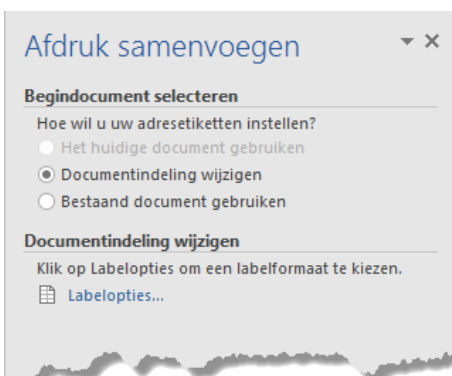 Afdruk samenvoegen
Begindocument selecteren
Hoe wil u uw adresetiketten instellen?
Het huidige document gebruiken
Documentindeling wijzigen
Bestaand document gebruiken
Documentindeling wijzigen
Klik op Labelopties om een labelformaat te kiezen.
Labelopties...